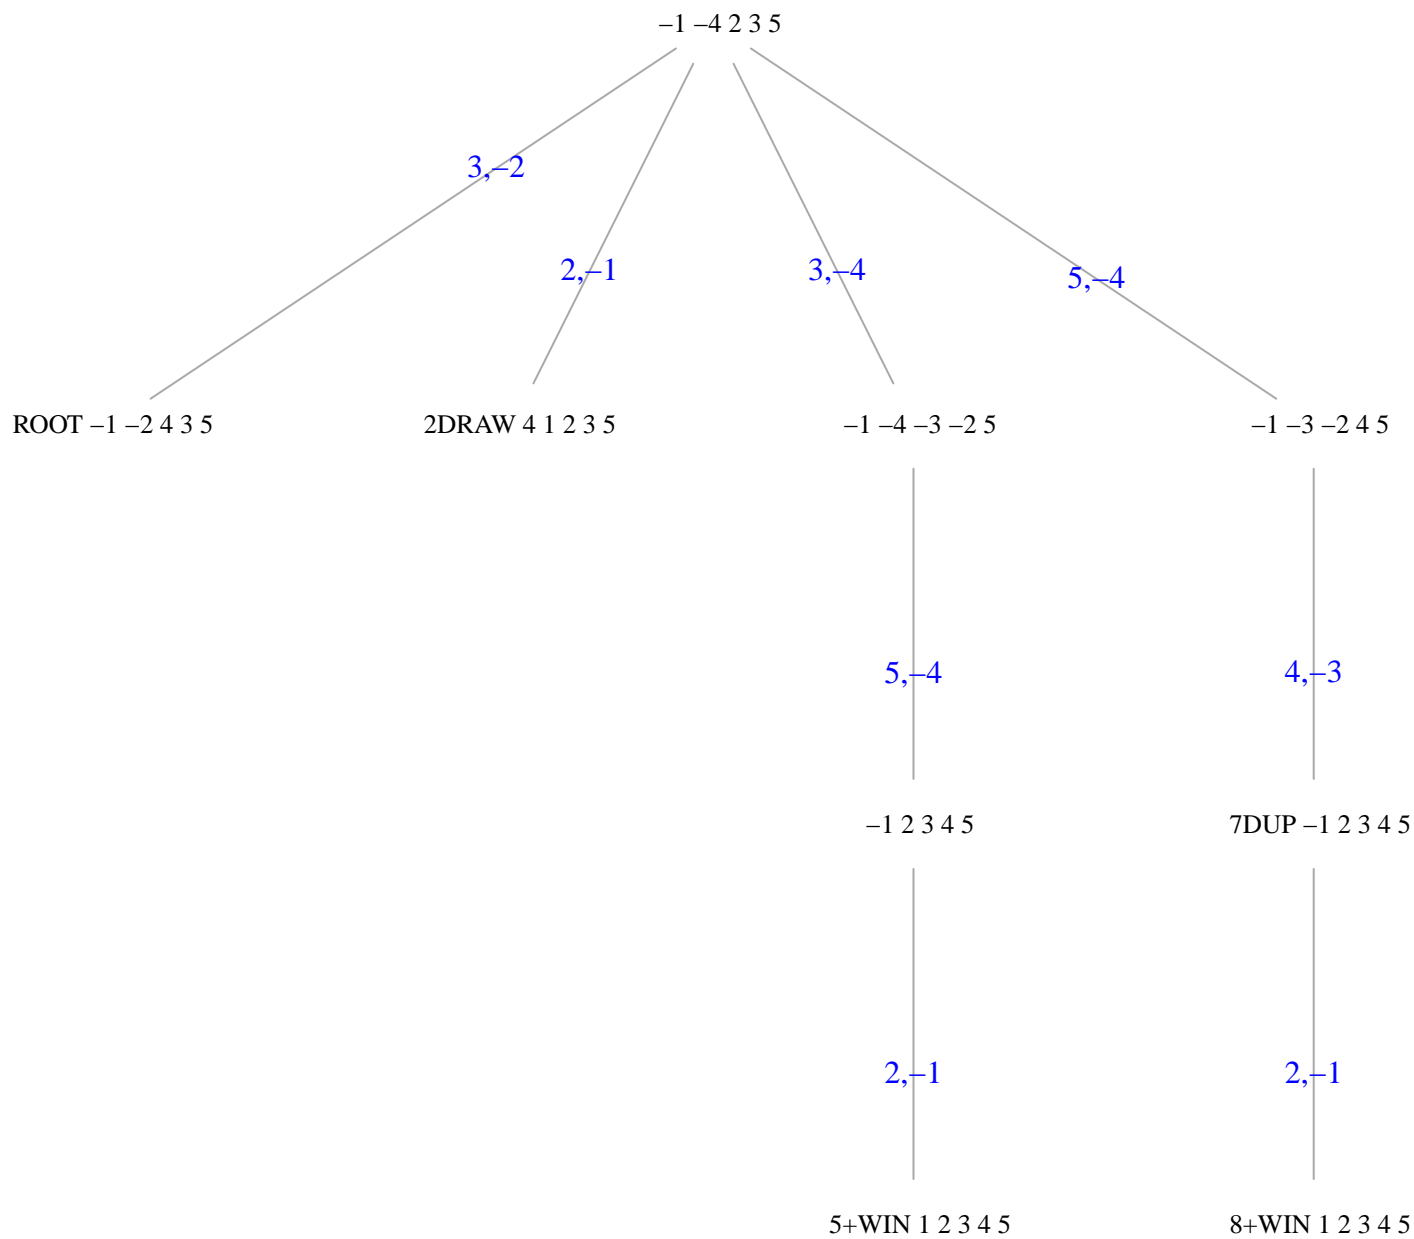 –1 –4 2 3 5
3,–2
2,–1
3,–4
5,–4
ROOT –1 –2 4 3 5
2DRAW 4 1 2 3 5
–1 –4 –3 –2 5
–1 –3 –2 4 5
5,–4
4,–3
–1 2 3 4 5
7DUP –1 2 3 4 5
2,–1
2,–1
5+WIN 1 2 3 4 5
8+WIN 1 2 3 4 5